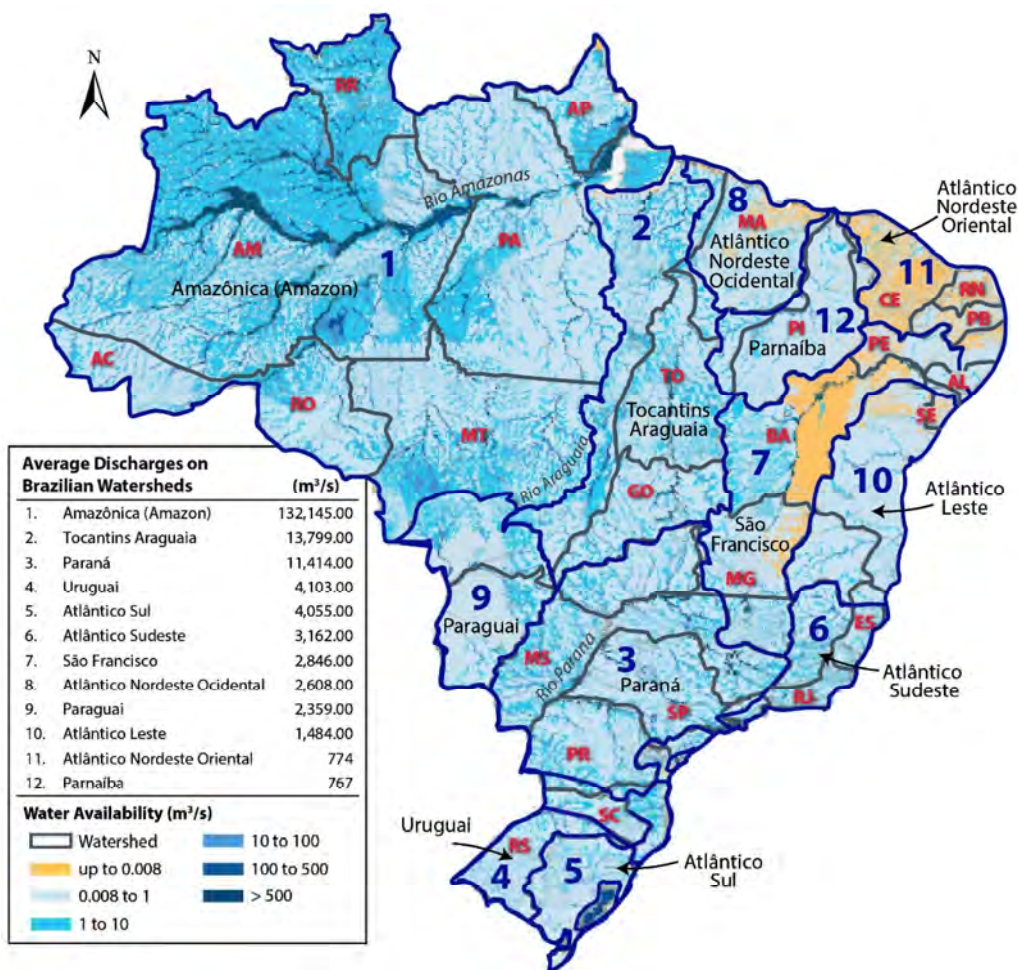 N
RR
AP
Rio Amazonas
Atlântico
Nordeste
Oriental
8
MA
2
AM
PA
1
Atlântico
Nordeste
Ocidental
11
Amazônica (Amazon)
CE
RN
PB
PI
12
Parnaíba
PE
AC
AL
RO
TO
SE
MT
Tocantins
Araguaia
BA
7
10
Rio Araguaia
GO
Atlântico
Leste
São
Francisco
MG
9
Paraguai
6
ES
MS
Rio Paraná
3
Paraná
Atlântico
Sudeste
RJ
SP
PR
SC
Uruguai
RS
4
5
Atlântico
Sul
Average Discharges on
Brazilian Watersheds (m³/s)
1. Amazônica (Amazon) 132,145.00
2. Tocantins Araguaia 13,799.00
3. Paraná 11,414.00
4. Uruguai 4,103.00
5. Atlântico Sul 4,055.00
6. Atlântico Sudeste 3,162.00
7. São Francisco 2,846.00
8. Atlântico Nordeste Ocidental 2,608.00
9. Paraguai 2,359.00
10. Atlântico Leste 1,484.00
11. Atlântico Nordeste Oriental 774
12. Parnaíba 767
Water Availability (m³/s)
Watershed
up to 0.008
0.008 to 1
1 to 10
10 to 100
100 to 500
> 500